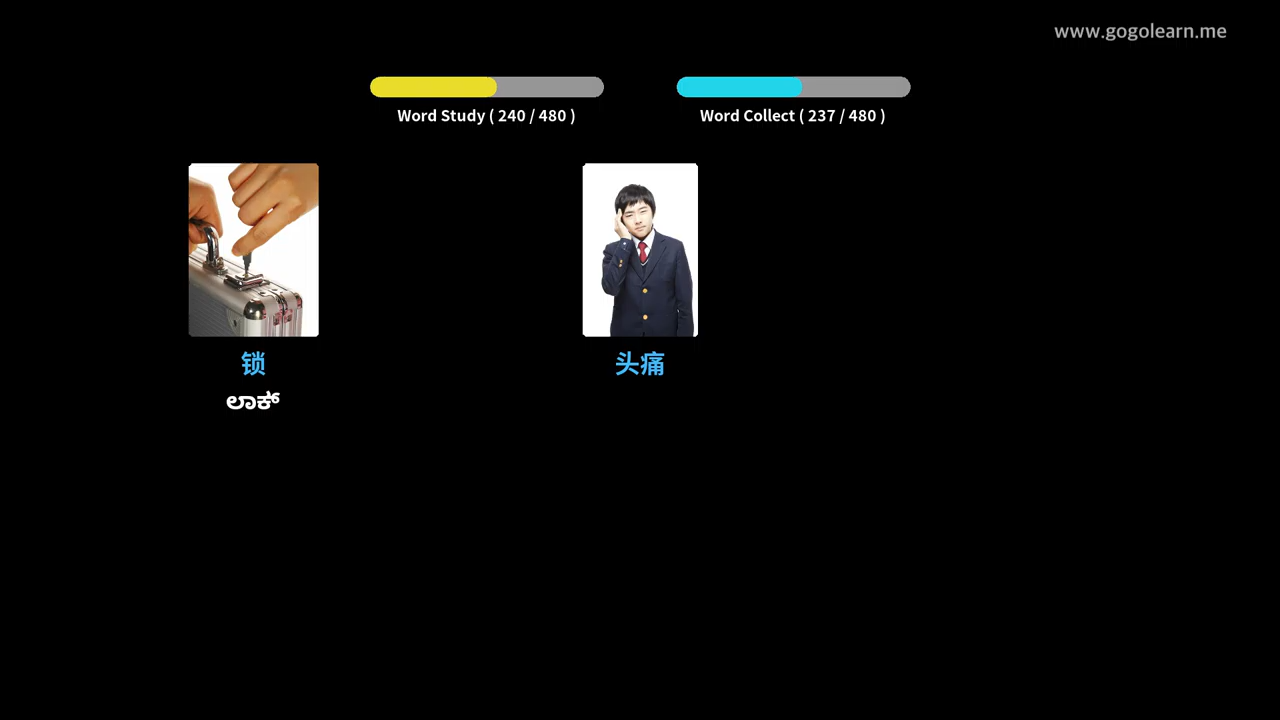 www.gogolearn.me
Word Study ( 240 / 480 )
Word Collect ( 237 / 480 )
锁
头痛
ಲಾಕ್